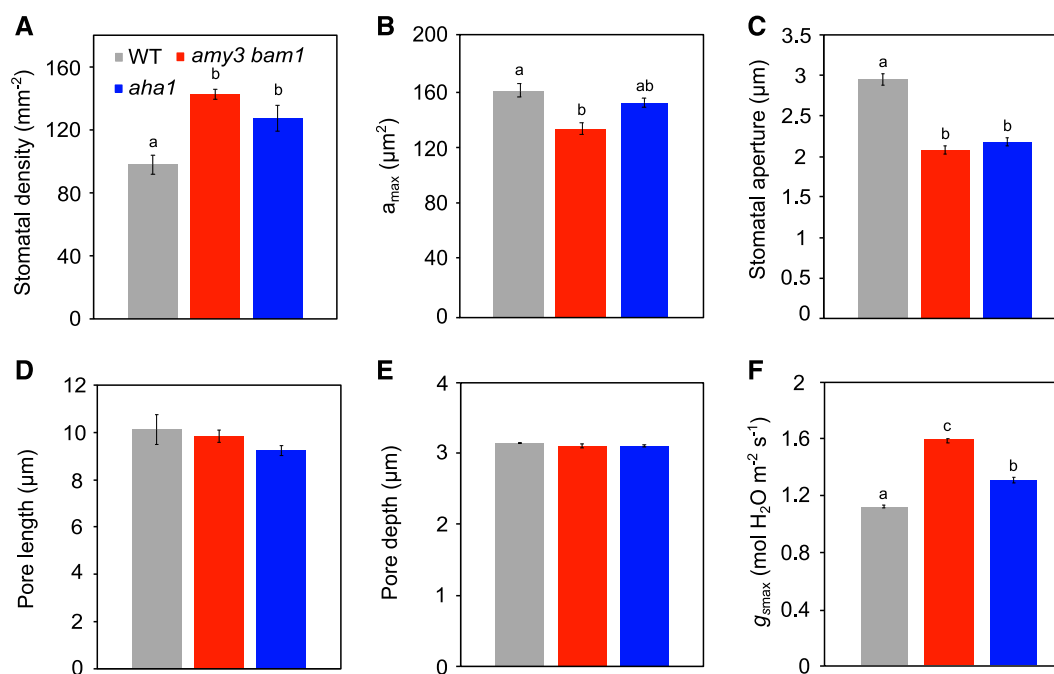 A
WT amy3 bam1
aha1
Stomatal density (mm⁻²)
160
120
80
40
0
a
b
b
B
a_max (µm²)
200
160
120
80
40
0
a
b
ab
C
Stomatal aperture (µm)
3.5
3
2.5
2
1.5
1
0.5
0
a
b
b
D
Pore length (µm)
12
10
8
6
4
2
0
E
Pore depth (µm)
4
3
2
1
0
F
g_smax (mol H₂O m⁻² s⁻¹)
2
1.6
1.2
0.8
0.4
0
a
c
b